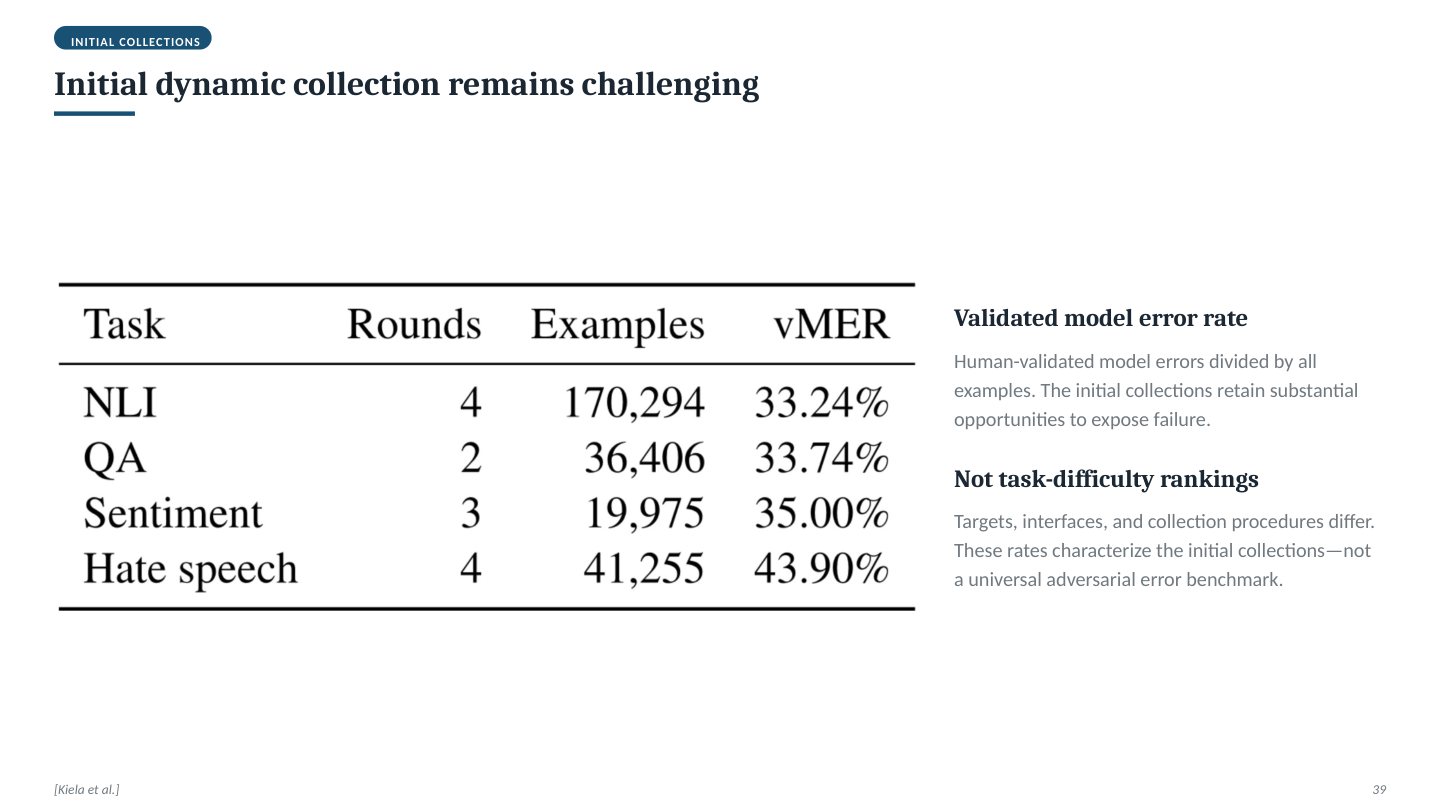 INITIAL COLLECTIONS
Initial dynamic collection remains challenging
Task Rounds Examples vMER
NLI 4 170,294 33.24%
QA 2 36,406 33.74%
Sentiment 3 19,975 35.00%
Hate speech 4 41,255 43.90%
Validated model error rate
Human-validated model errors divided by all
examples. The initial collections retain substantial
opportunities to expose failure.
Not task-difficulty rankings
Targets, interfaces, and collection procedures differ.
These rates characterize the initial collections—not
a universal adversarial error benchmark.
[Kiela et al.]
39